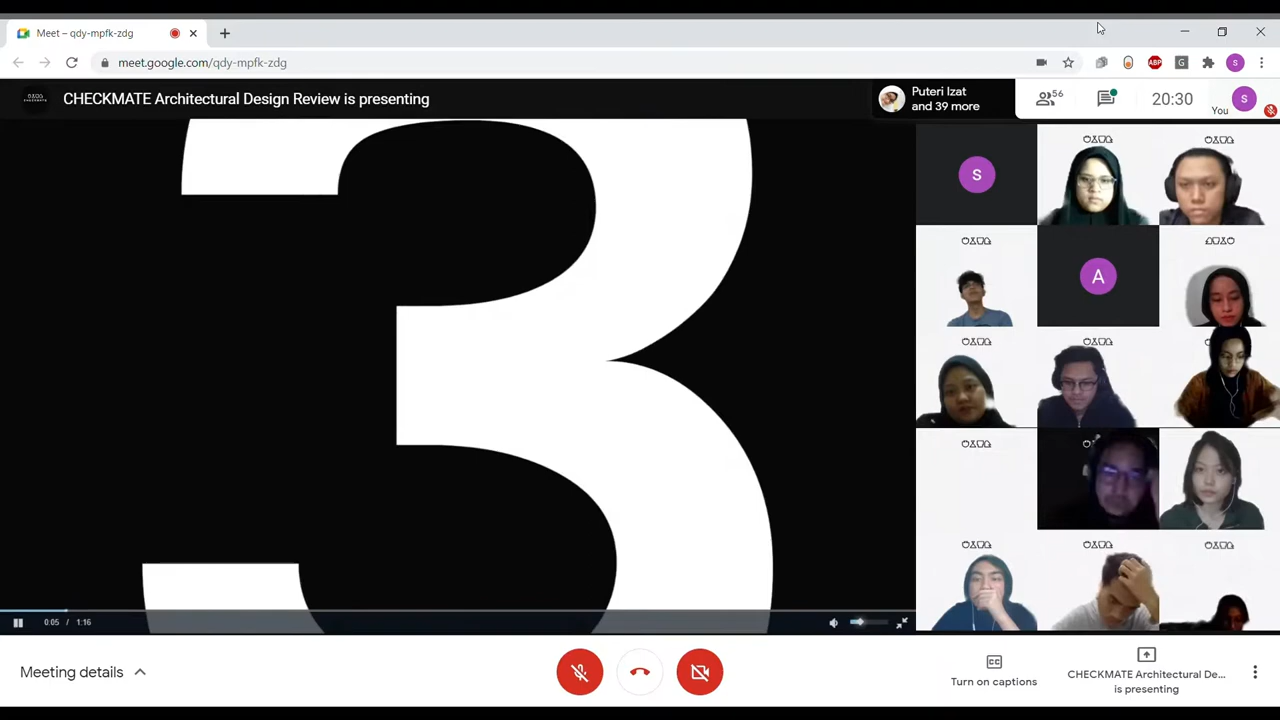 Meet – qdy-mpfk-zdg
meet.google.com/qdy-mpfk-zdg
ABP
G
S
CHECKMATE Architectural Design Review is presenting
Puteri Izat
and 39 more
56
20:30
You
S
S
A
3
0:05 / 1:16
Meeting details
CC
Turn on captions
CHECKMATE Architectural De...
is presenting